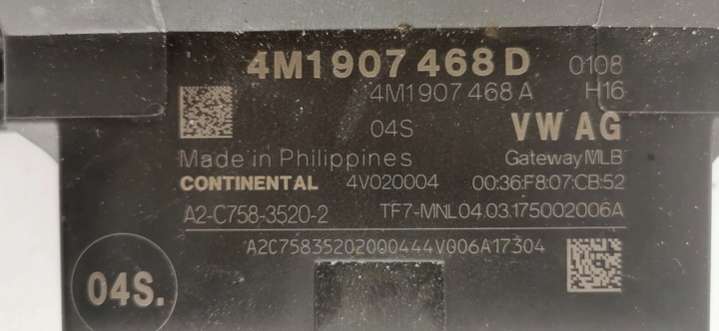 4M1907468D 0108
4M1907468A H16
04S VW AG
Made in Philippines Gateway MLB
CONTINENTAL 4V020004 00:36:F8:07:CB:52
A2-C758-3520-2 TF7-MNL04.03.175002006A
A2C75835202000444V006A17304
04S.